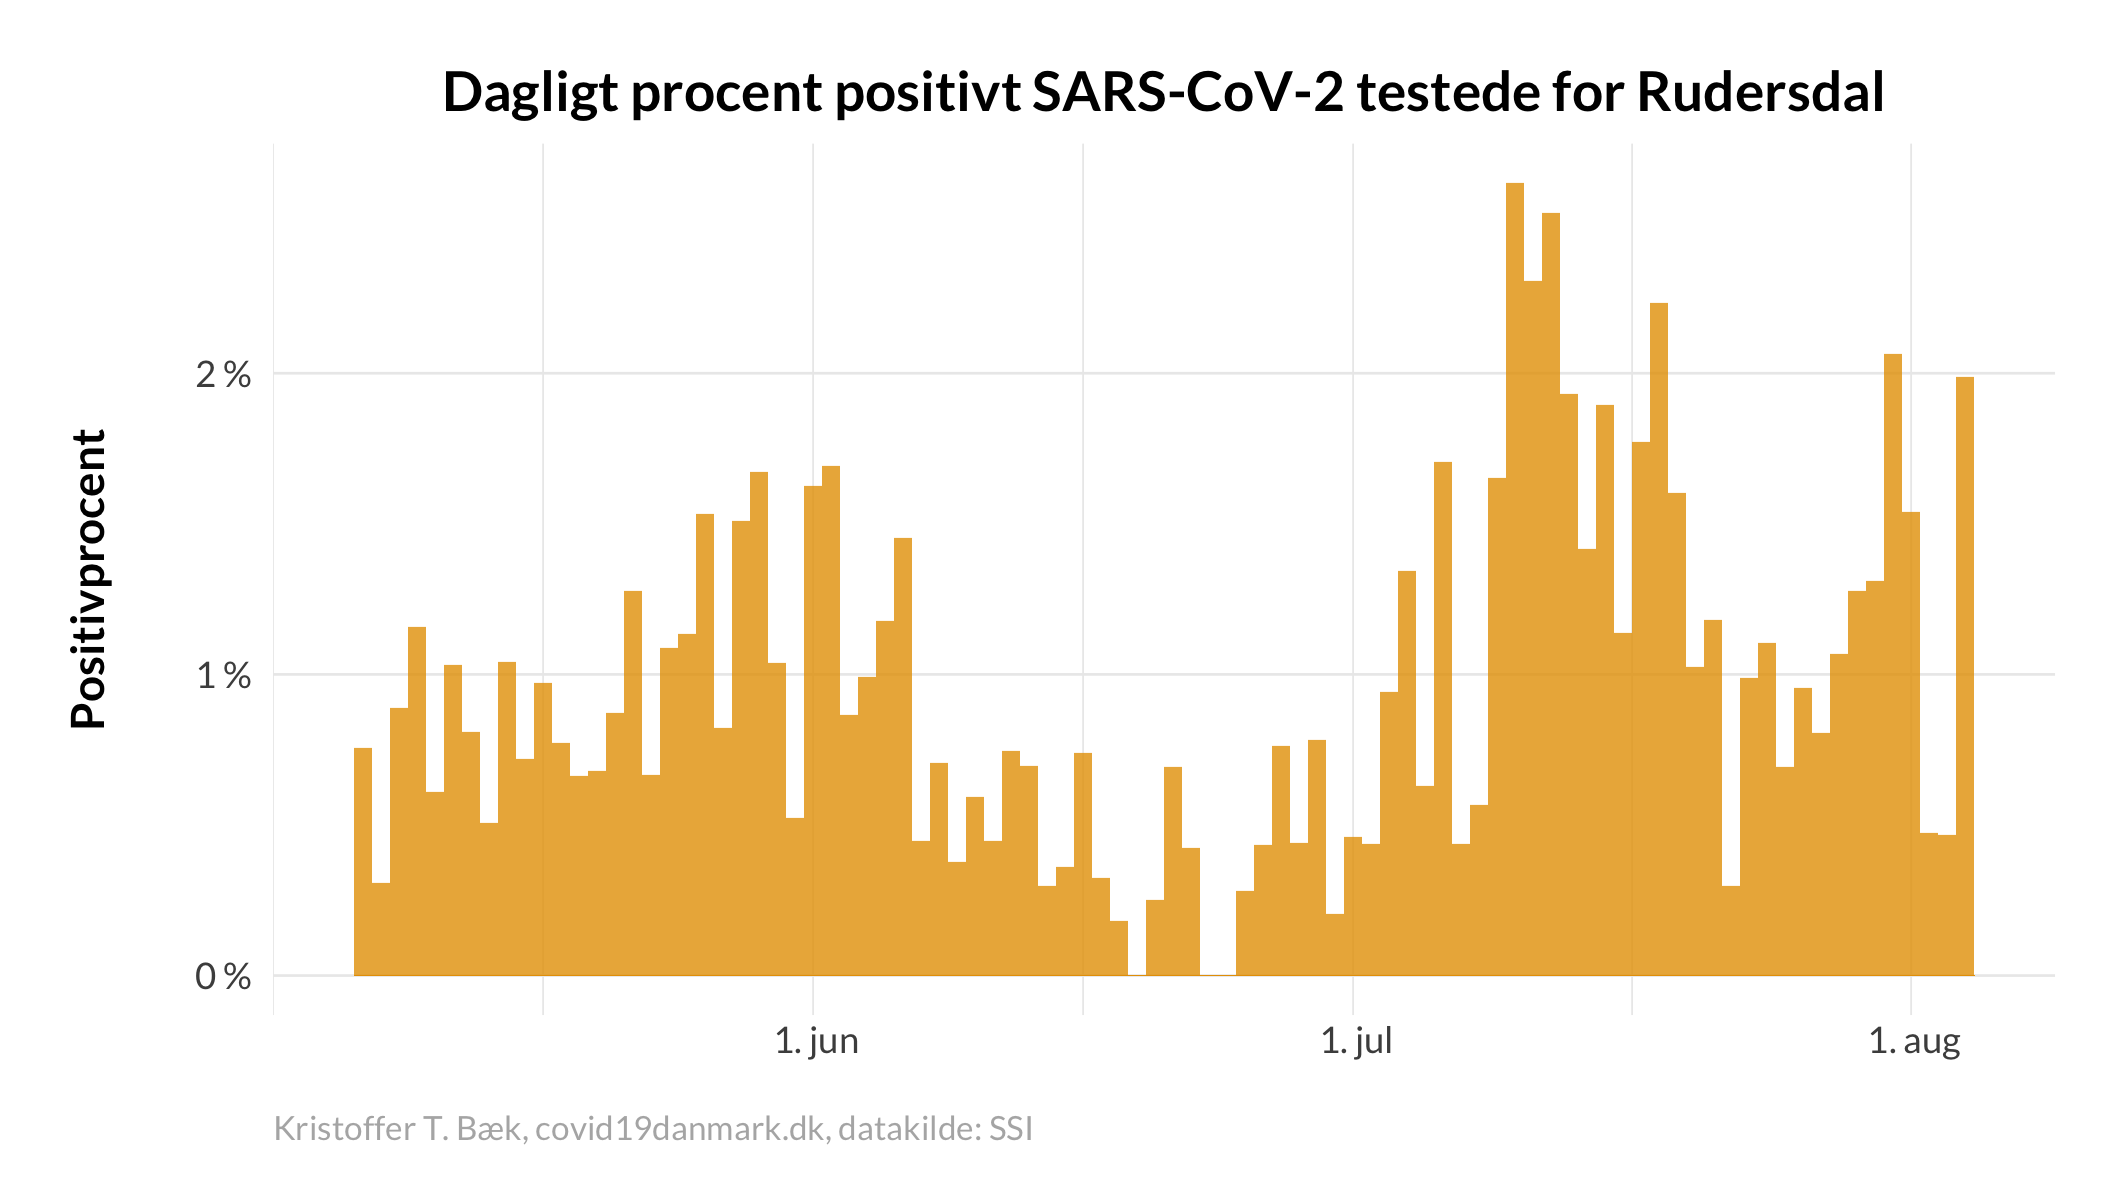 Dagligt procent positivt SARS-CoV-2 testede for Rudersdal
Positivprocent
2 %
1 %
0 %
1. jun
1. jul
1. aug
Kristoffer T. Bæk, covid19danmark.dk, datakilde: SSI